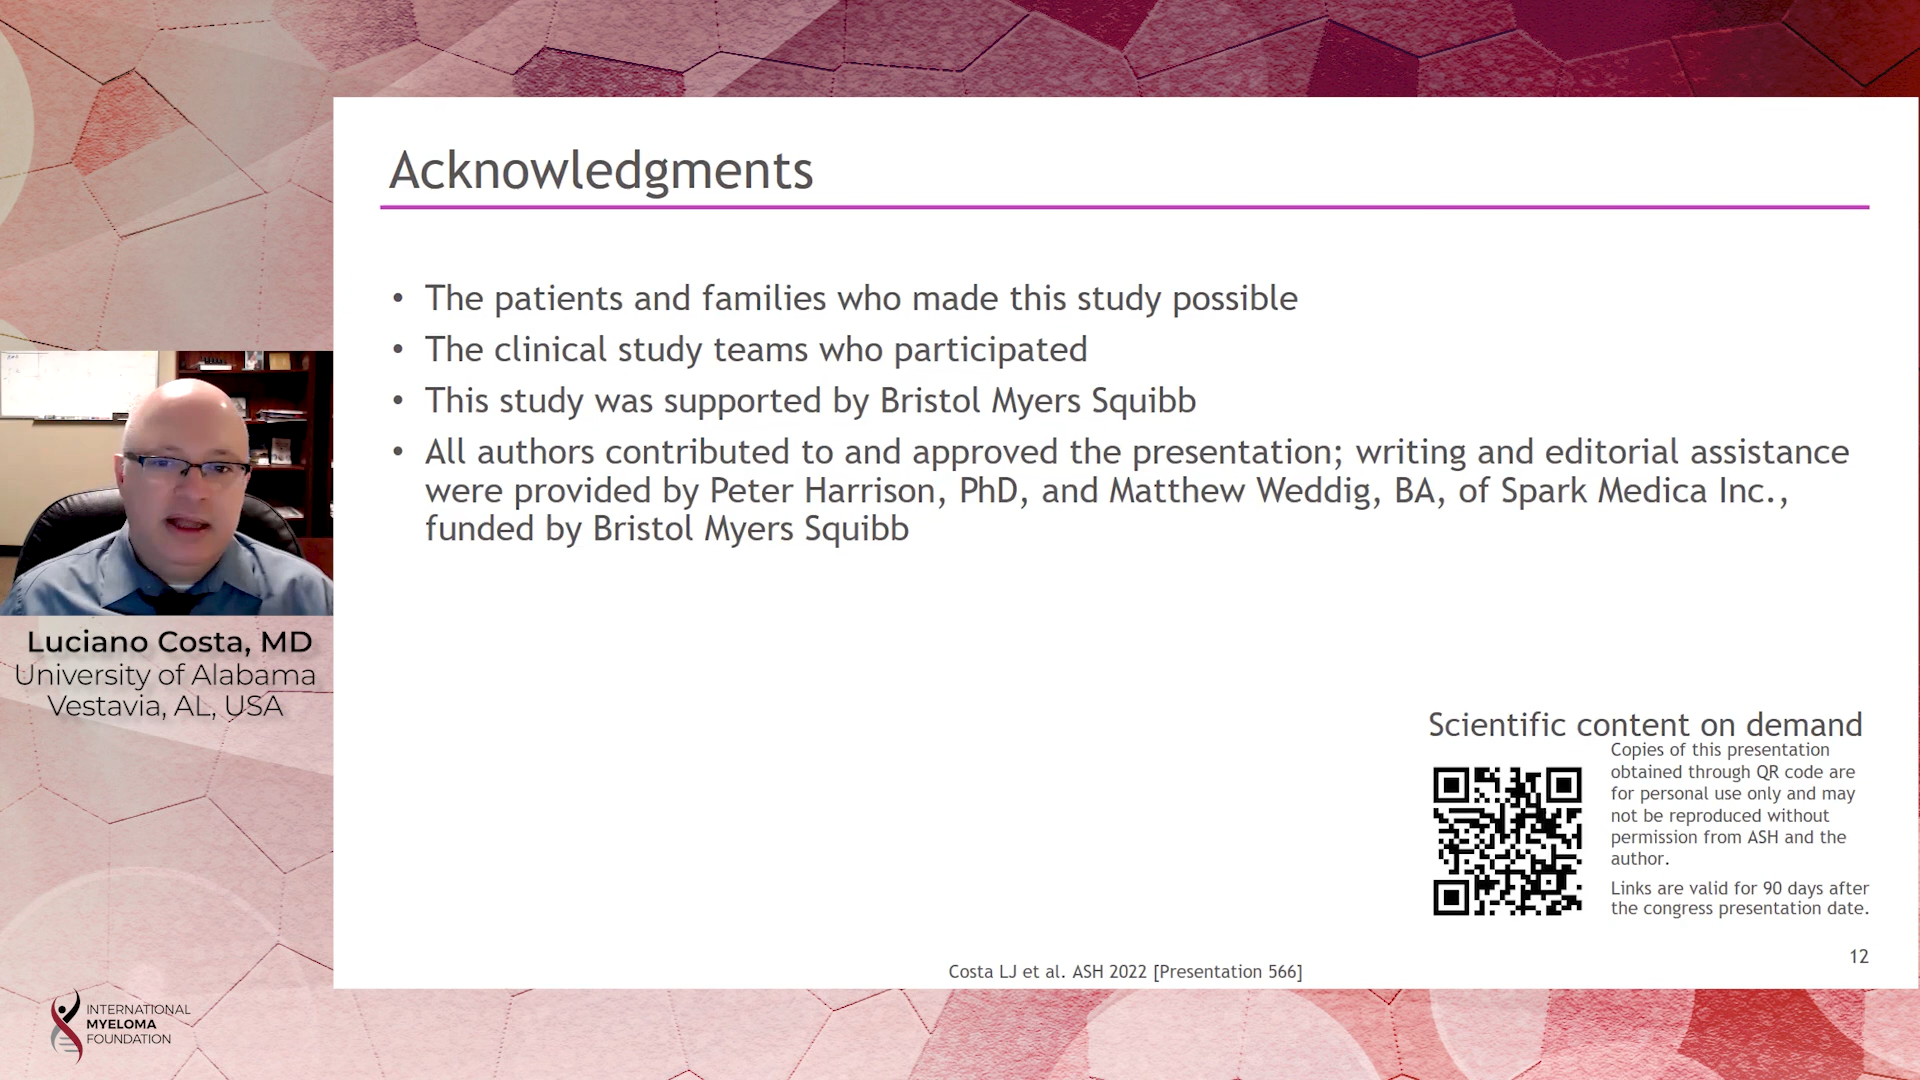 Acknowledgments
• The patients and families who made this study possible
• The clinical study teams who participated
• This study was supported by Bristol Myers Squibb
• All authors contributed to and approved the presentation; writing and editorial assistance
were provided by Peter Harrison, PhD, and Matthew Weddig, BA, of Spark Medica Inc.,
funded by Bristol Myers Squibb
Luciano Costa, MD
University of Alabama
Vestavia, AL, USA
Scientific content on demand
Copies of this presentation
obtained through QR code are
for personal use only and may
not be reproduced without
permission from ASH and the
author.
Links are valid for 90 days after
the congress presentation date.
12
Costa LJ et al. ASH 2022 [Presentation 566]
INTERNATIONAL
MYELOMA
FOUNDATION